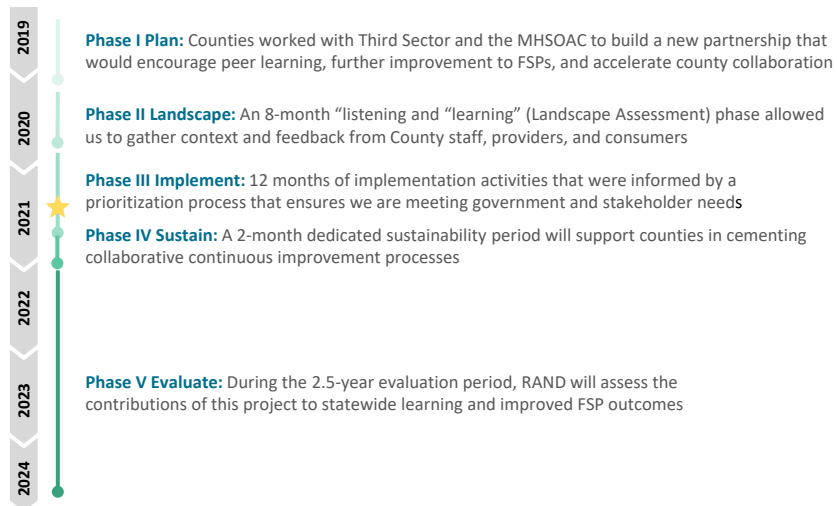 2019
Phase I Plan: Counties worked with Third Sector and the MHSOAC to build a new partnership that
would encourage peer learning, further improvement to FSPs, and accelerate county collaboration
2020
Phase II Landscape: An 8-month “listening and “learning” (Landscape Assessment) phase allowed
us to gather context and feedback from County staff, providers, and consumers
2021
Phase III Implement: 12 months of implementation activities that were informed by a
prioritization process that ensures we are meeting government and stakeholder needs
Phase IV Sustain: A 2-month dedicated sustainability period will support counties in cementing
collaborative continuous improvement processes
2022
2023
Phase V Evaluate: During the 2.5-year evaluation period, RAND will assess the
contributions of this project to statewide learning and improved FSP outcomes
2024